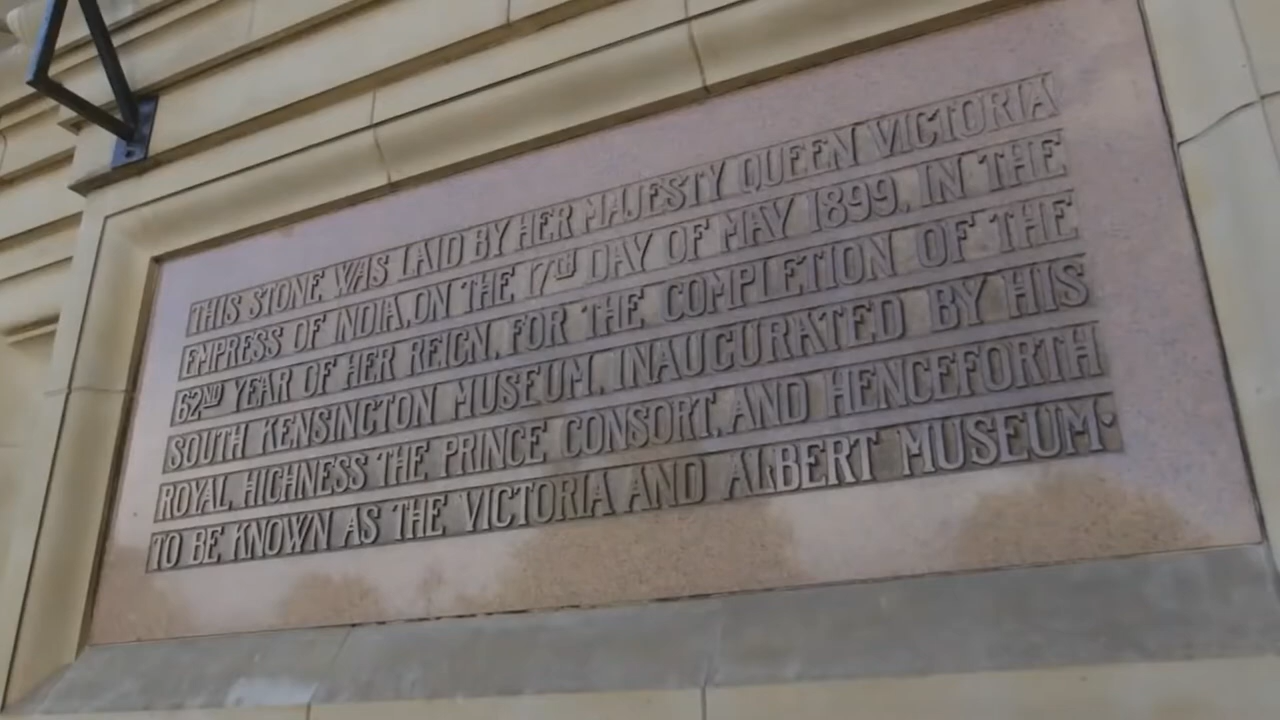 THIS STONE WAS LAID BY HER MAJESTY QUEEN VICTORIA
EMPRESS OF INDIA, ON THE 17TH DAY OF MAY 1899, IN THE
62ND YEAR OF HER REIGN, FOR THE COMPLETION OF THE
SOUTH KENSINGTON MUSEUM, INAUGURATED BY HIS
ROYAL HIGHNESS THE PRINCE CONSORT, AND HENCEFORTH
TO BE KNOWN AS THE VICTORIA AND ALBERT MUSEUM·